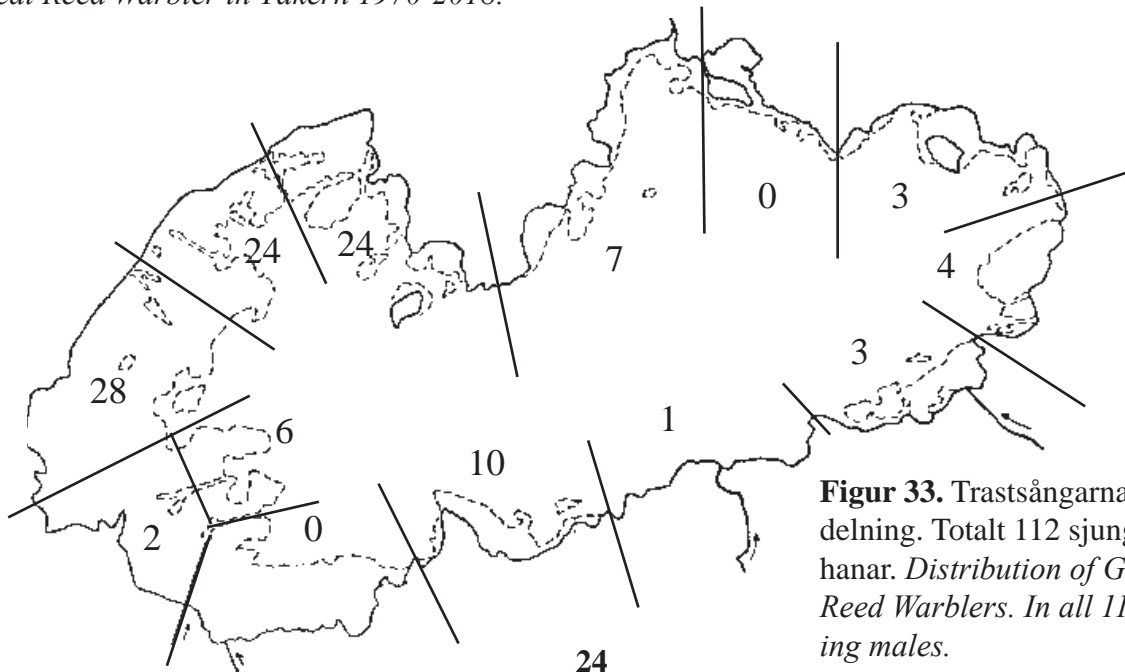 eat Reed Warbler in Tåkern 1970-2018.
0
3
24
24
7
4
28
3
6
1
10
2
0
Figur 33. Trastsångarna
delning. Totalt 112 sjung
hanar. Distribution of G
Reed Warblers. In all 11
ing males.
24